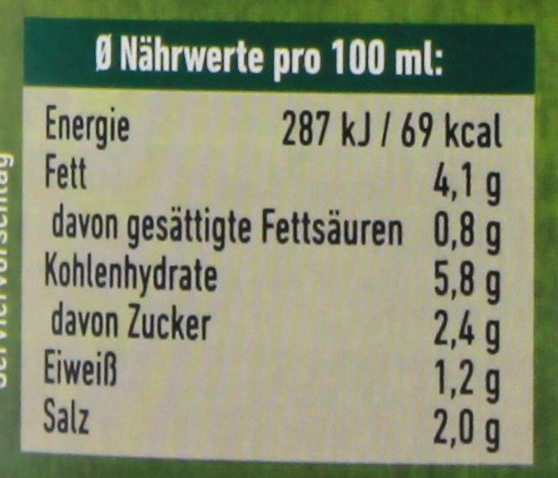 Ø Nährwerte pro 100 ml:
Energie 287 kJ / 69 kcal
Fett 4,1 g
davon gesättigte Fettsäuren 0,8 g
Kohlenhydrate 5,8 g
davon Zucker 2,4 g
Eiweiß 1,2 g
Salz 2,0 g
Serviervorschlag